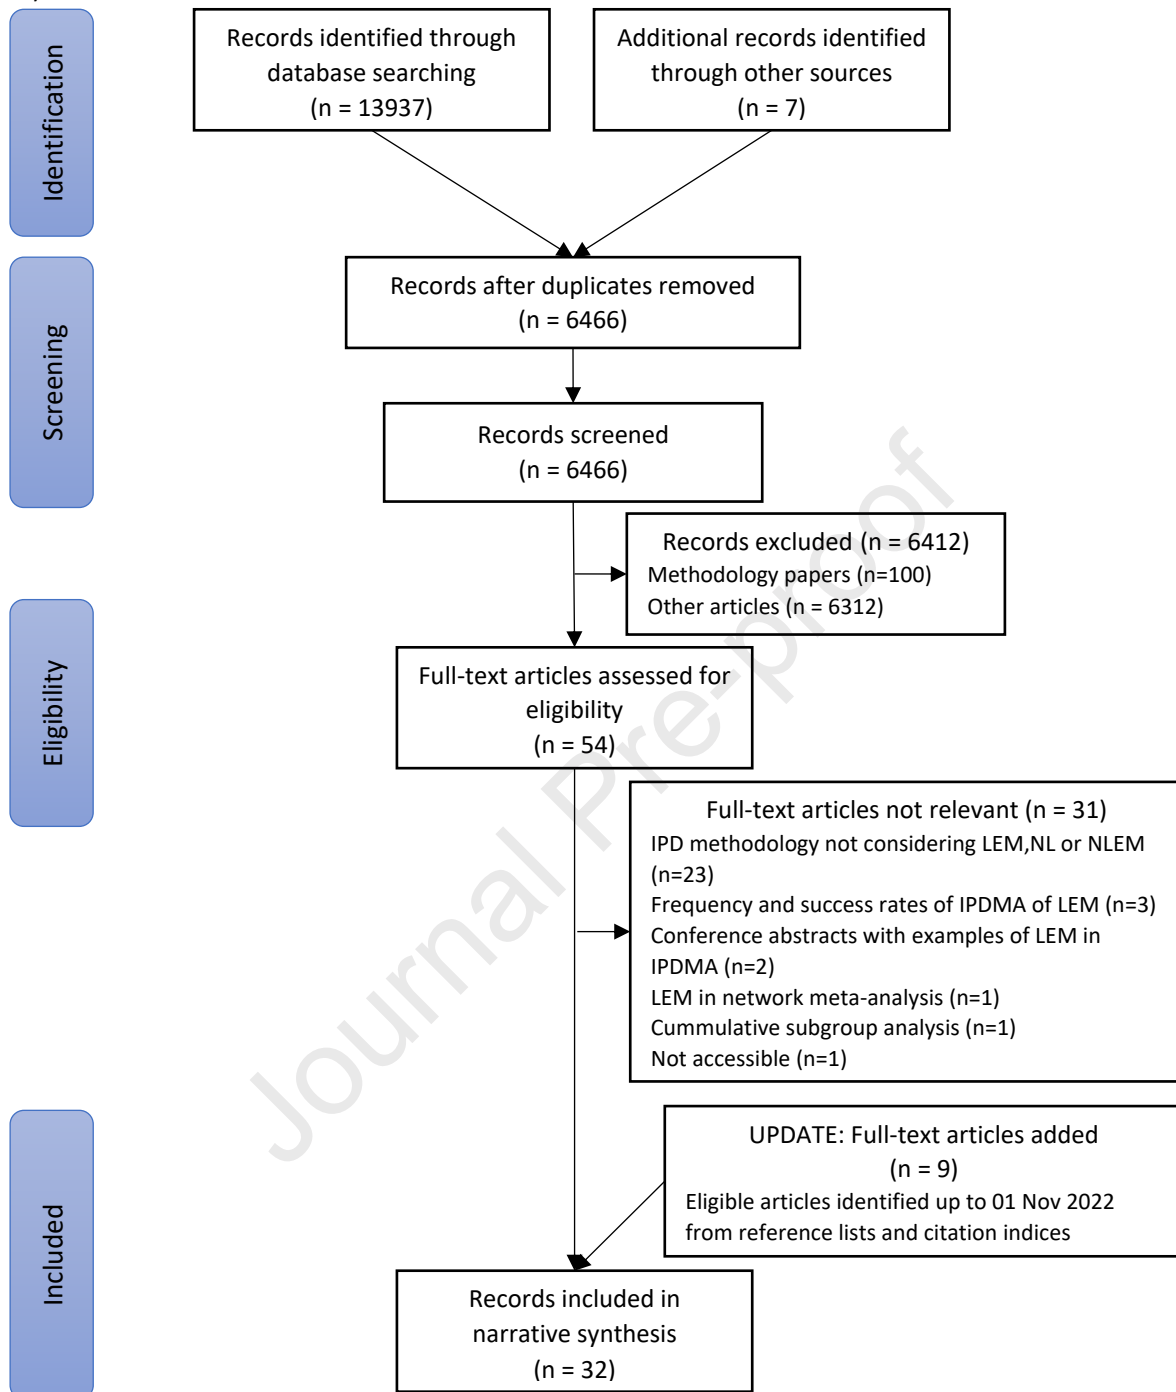 Identification
Records identified through
database searching
(n = 13937)
Additional records identified
through other sources
(n = 7)
Screening
Records after duplicates removed
(n = 6466)
Records screened
(n = 6466)
Records excluded (n = 6412)
Methodology papers (n=100)
Other articles (n = 6312)
Eligibility
Full-text articles assessed for
eligibility
(n = 54)
Full-text articles not relevant (n = 31)
IPD methodology not considering LEM,NL or NLEM
(n=23)
Frequency and success rates of IPDMA of LEM (n=3)
Conference abstracts with examples of LEM in
IPDMA (n=2)
LEM in network meta-analysis (n=1)
Cummulative subgroup analysis (n=1)
Not accessible (n=1)
Included
UPDATE: Full-text articles added
(n = 9)
Eligible articles identified up to 01 Nov 2022
from reference lists and citation indices
Records included in
narrative synthesis
(n = 32)
Journal Pre-proof